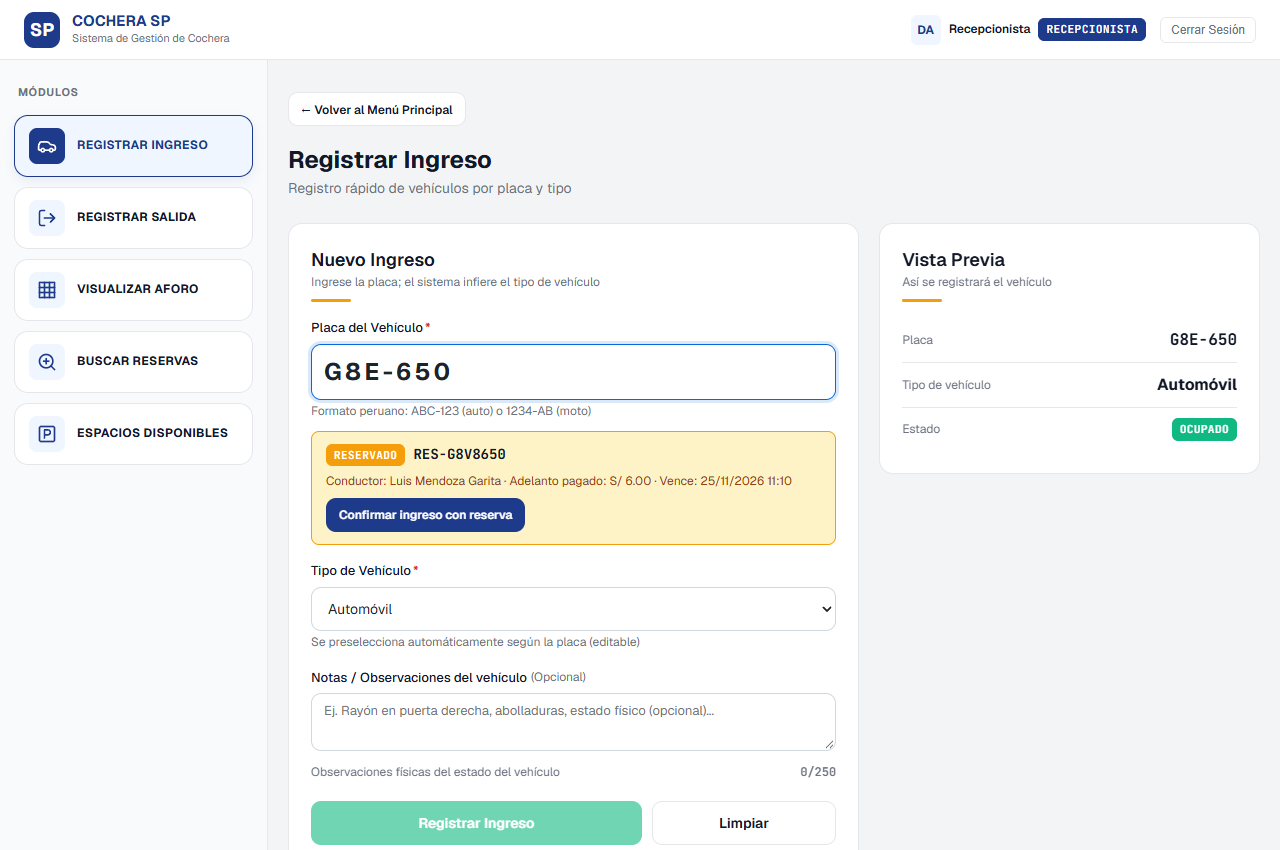 SP
COCHERA SP
Sistema de Gestión de Cochera
DA
Recepcionista
RECEPCIONISTA
Cerrar Sesión
MÓDULOS
REGISTRAR INGRESO
REGISTRAR SALIDA
VISUALIZAR AFORO
BUSCAR RESERVAS
ESPACIOS DISPONIBLES
← Volver al Menú Principal
Registrar Ingreso
Registro rápido de vehículos por placa y tipo
Nuevo Ingreso
Ingrese la placa; el sistema infiere el tipo de vehículo
Placa del Vehículo *
G8E-650
Formato peruano: ABC-123 (auto) o 1234-AB (moto)
RESERVADO RES-G8V8650
Conductor: Luis Mendoza Garita · Adelanto pagado: S/ 6.00 · Vence: 25/11/2026 11:10
Confirmar ingreso con reserva
Tipo de Vehículo *
Automóvil
Se preselecciona automáticamente según la placa (editable)
Notas / Observaciones del vehículo (Opcional)
Ej. Rayón en puerta derecha, abolladuras, estado físico (opcional)...
Observaciones físicas del estado del vehículo
0/250
Registrar Ingreso
Limpiar
Vista Previa
Así se registrará el vehículo
Placa
G8E-650
Tipo de vehículo
Automóvil
Estado
OCUPADO